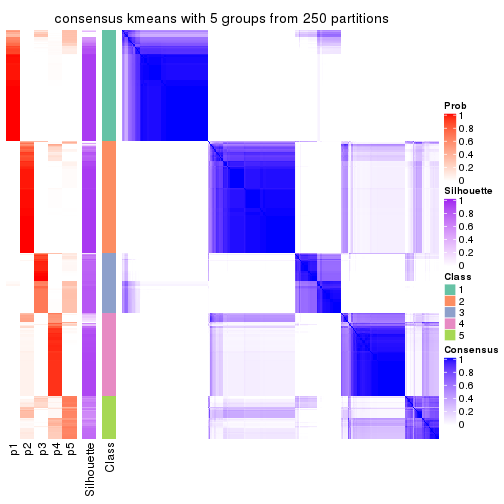 consensus kmeans with 5 groups from 250 partitions
Prob
1
0.8
0.6
0.4
0.2
0
Silhouette
1
0.8
0.6
0.4
0.2
0
Class
1
2
3
4
5
Consensus
1
0.8
0.6
0.4
0.2
0
p1
p2
p3
p4
p5
Silhouette
Class